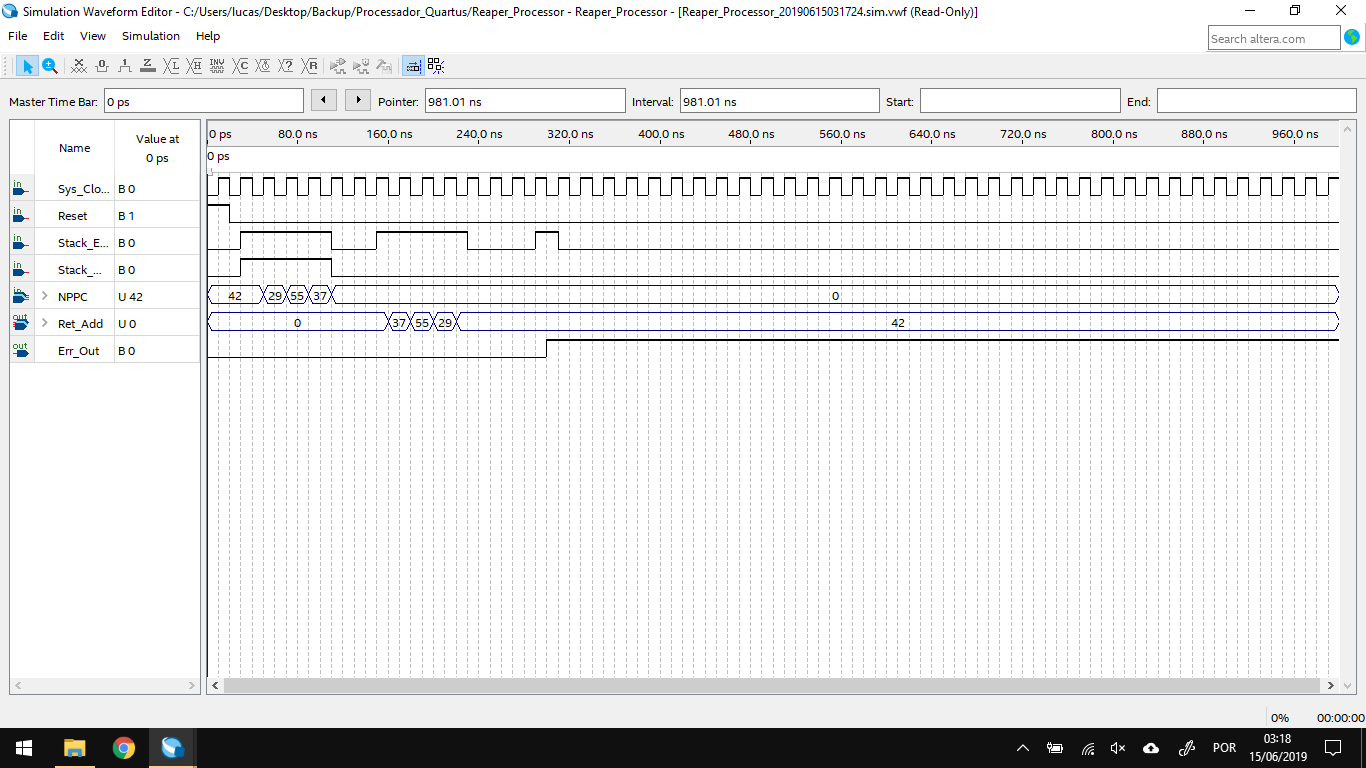 Simulation Waveform Editor - C:/Users/lucas/Desktop/Backup/Processador_Quartus/Reaper_Processor - Reaper_Processor - [Reaper_Processor_20190615031724.sim.vwf (Read-Only)]
File Edit View Simulation Help
Search altera.com
Master Time Bar: 0 ps Pointer: 981.01 ns Interval: 981.01 ns Start: End:
Name Value at 0 ps
0 ps 80.0 ns 160.0 ns 240.0 ns 320.0 ns 400.0 ns 480.0 ns 560.0 ns 640.0 ns 720.0 ns 800.0 ns 880.0 ns 960.0 ns
0 ps
in Sys_Clo... B 0
in Reset B 1
in Stack_E... B 0
in Stack_... B 0
in NPPC U 42 42 29 55 37 0
out Ret_Add U 0 0 37 55 29 42
out Err_Out B 0
0% 00:00:00
POR 03:18
15/06/2019